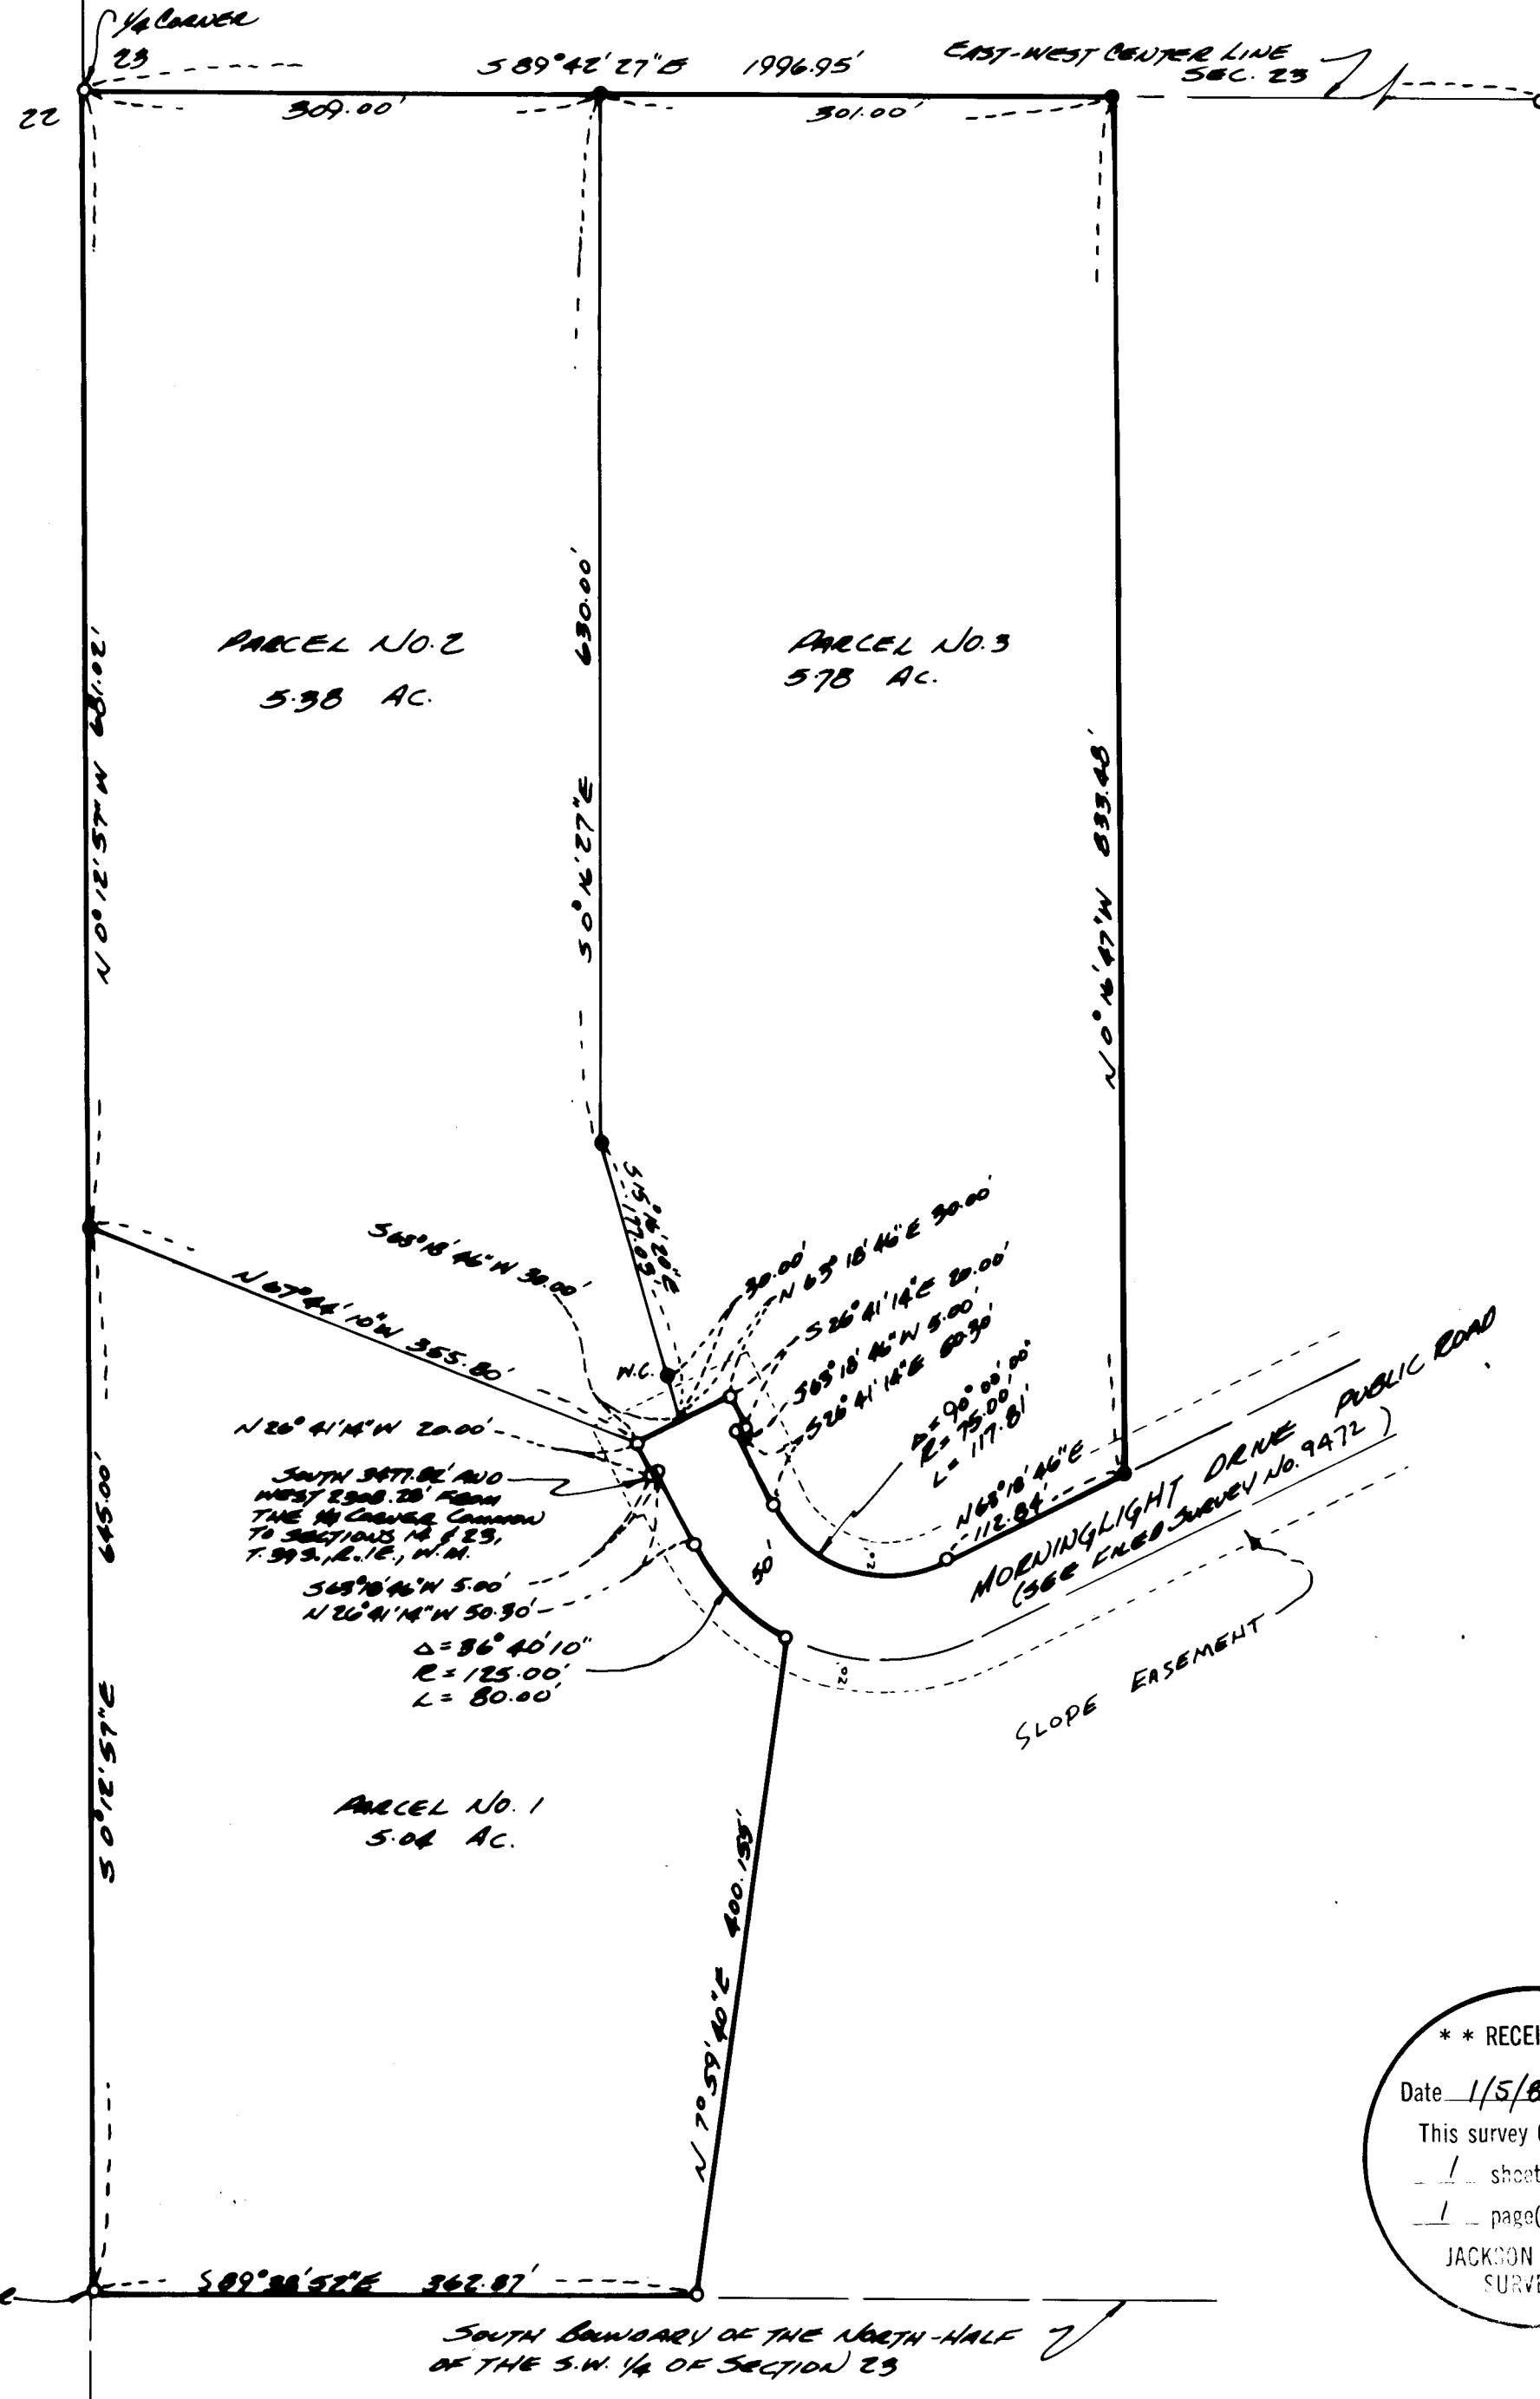 1/4 CORNER
23
22
S 89° 42' 27" E 1996.95'
EAST-WEST CENTER LINE
SEC. 23
309.00'
301.00'
N 0° 12' 57" W 681.02'
PARCEL NO. 2
5.38 AC.
S 0° 16' 27" E 630.00'
PARCEL NO. 3
5.78 AC.
N 0° 16' 47" W 833.48'
S 15° 16' 20" E
177.03'
S 63° 18' 46" W 30.00'
N 67° 44' 10" W 355.80'
W.C.
30.00'
N 63° 18' 46" E 30.00'
S 26° 41' 14" E 20.00'
S 63° 18' 46" W 5.00'
S 26° 41' 14" E 50.30'
Δ = 90° 00' 00"
R = 75.00'
L = 117.81'
N 63° 18' 46" E
112.84'
MORNINGLIGHT DRIVE PUBLIC ROAD
(SEE FILED SURVEY NO. 9472)
SLOPE EASEMENT
50'
20'
20'
N 26° 41' 14" W 20.00'
SOUTH 3477.82' AND
WEST 2308.28' FROM
THE 1/4 CORNER COMMON
TO SECTIONS 14 & 23,
T. 39 S., R. 1 E., W.M.
S 63° 18' 46" W 5.00'
N 26° 41' 14" W 50.30'
Δ = 36° 40' 10"
R = 125.00'
L = 80.00'
S 0° 12' 57" E 645.00'
PARCEL NO. 1
5.04 AC.
N 7° 59' 40" E 400.155'
S 89° 38' 52" E 362.87'
SOUTH BOUNDARY OF THE NORTH-HALF
OF THE S.W. 1/4 OF SECTION 23
* * RECEI
Date 1/5/8
This survey
1 sheet
1 page(
JACKSON
SURVE